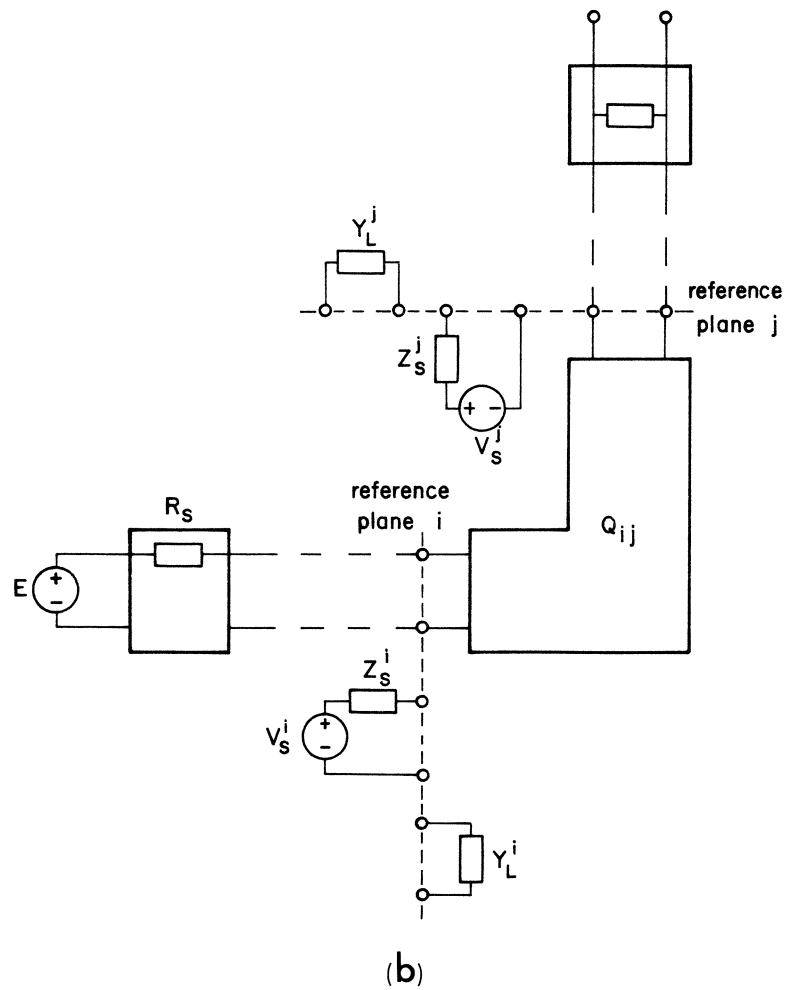 Y_L^j
reference
plane j
Z_S^j
+ −
V_S^j
reference
plane i
R_S
Q_ij
E
+
−
Z_S^i
V_S^i
+
−
Y_L^i
(b)